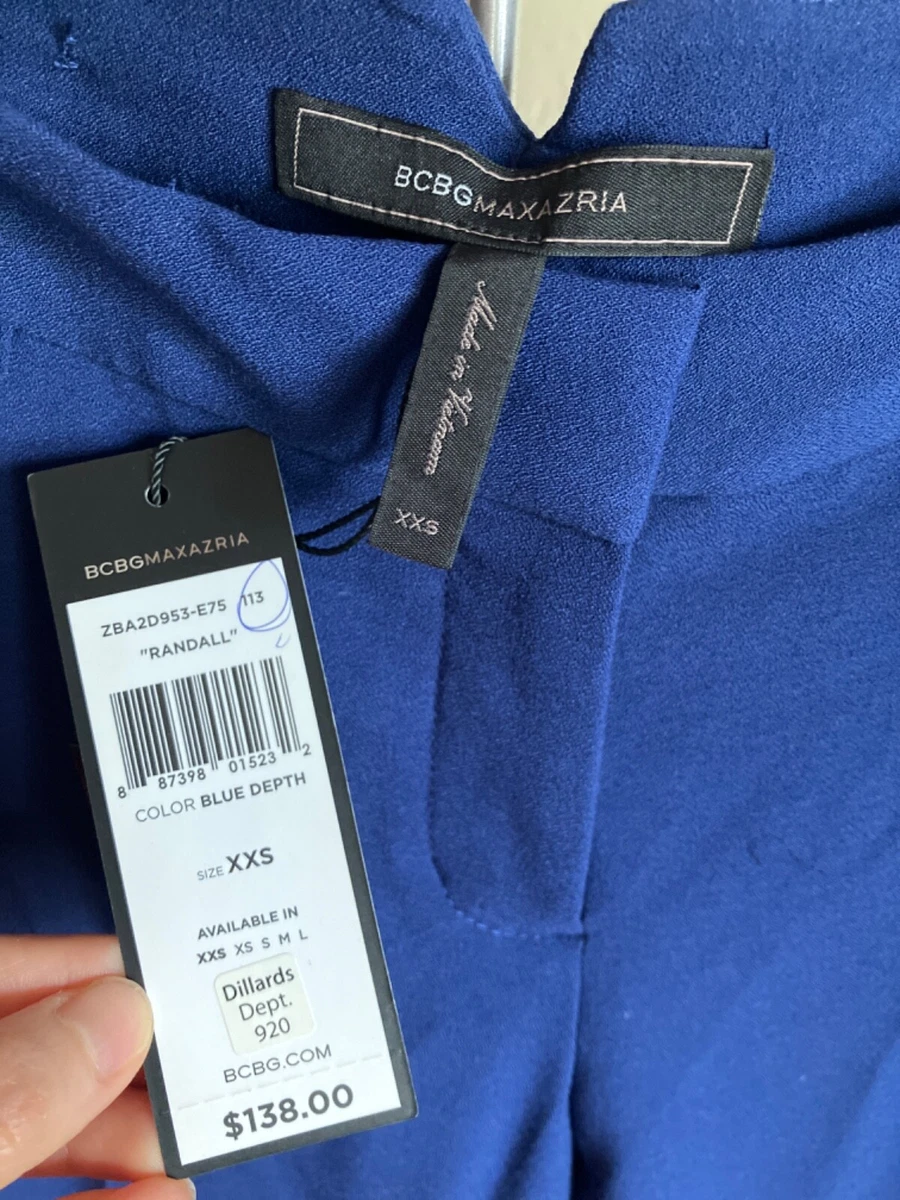 BCBGMAXAZRIA
Made in Vietnam
XXS
BCBGMAXAZRIA
ZBA2D953-E75 113
"RANDALL"
8 87398 01523 2
COLOR BLUE DEPTH
SIZE XXS
AVAILABLE IN
XXS XS S M L
Dillards
Dept.
920
BCBG.COM
$138.00